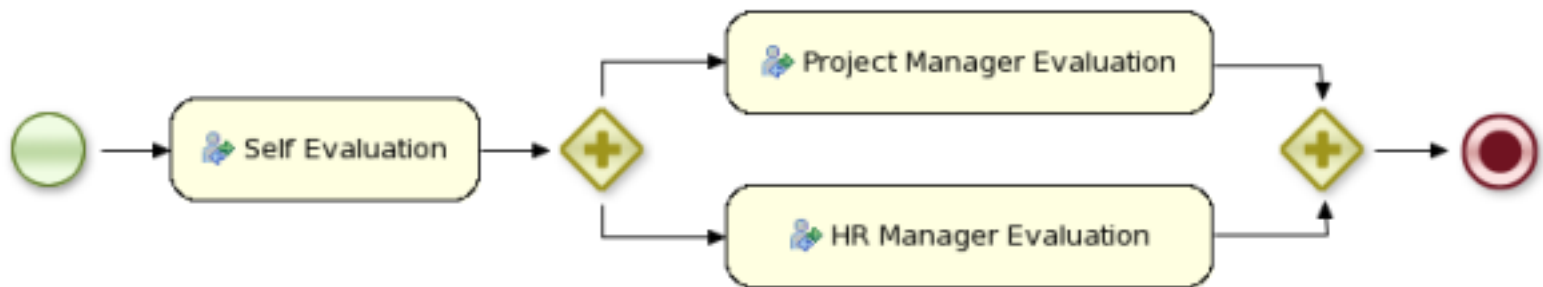 Project Manager Evaluation
Self Evaluation
HR Manager Evaluation